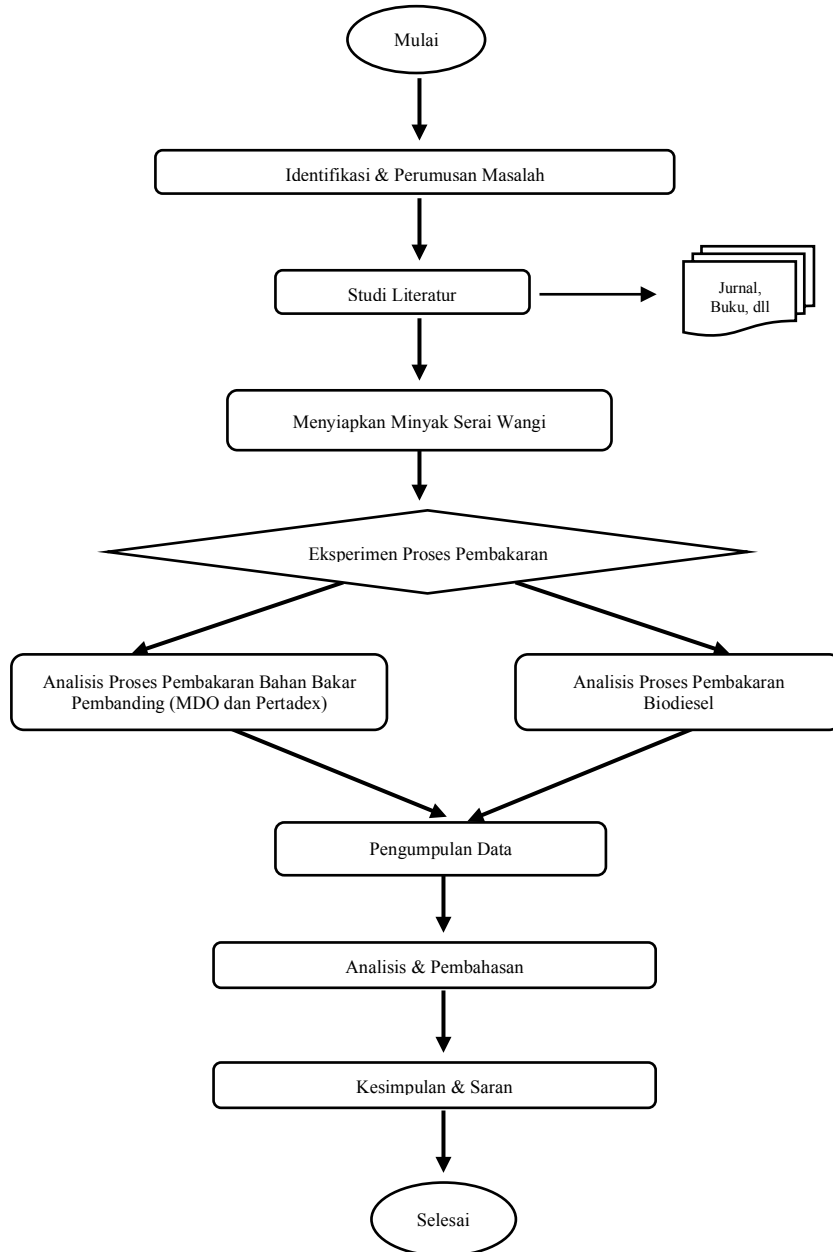 Mulai
Identifikasi & Perumusan Masalah
Studi Literatur
Jurnal,
Buku, dll
Menyiapkan Minyak Serai Wangi
Eksperimen Proses Pembakaran
Analisis Proses Pembakaran Bahan Bakar
Pembanding (MDO dan Pertadex)
Analisis Proses Pembakaran
Biodiesel
Pengumpulan Data
Analisis & Pembahasan
Kesimpulan & Saran
Selesai